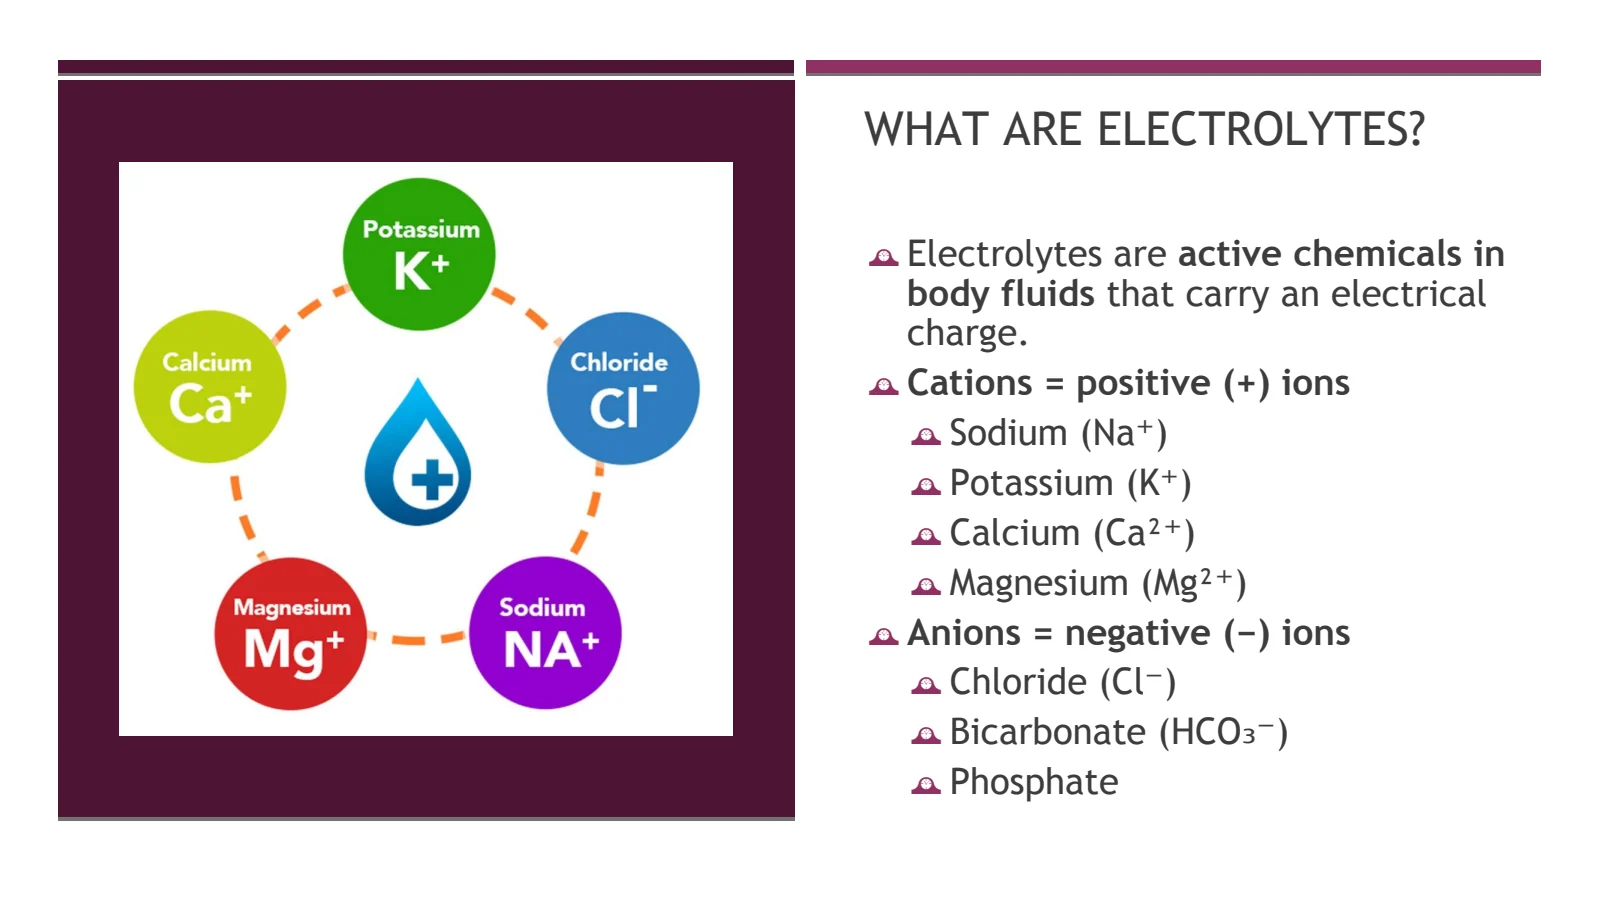 Potassium
K⁺
Calcium
Ca⁺
Chloride
Cl⁻
Magnesium
Mg⁺
Sodium
NA⁺
WHAT ARE ELECTROLYTES?
Electrolytes are active chemicals in
body fluids that carry an electrical
charge.
Cations = positive (+) ions
Sodium (Na⁺)
Potassium (K⁺)
Calcium (Ca²⁺)
Magnesium (Mg²⁺)
Anions = negative (−) ions
Chloride (Cl⁻)
Bicarbonate (HCO₃⁻)
Phosphate